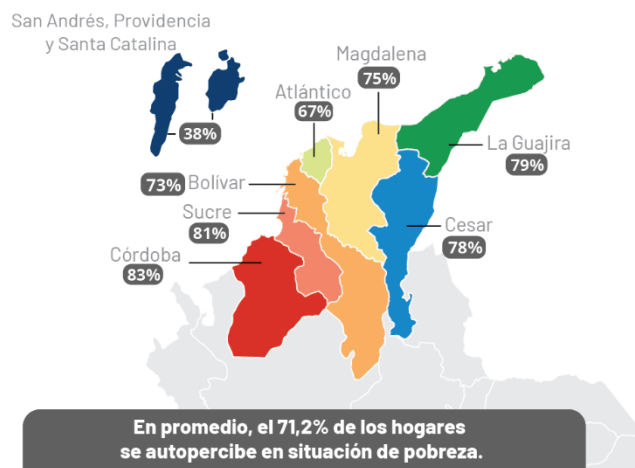 San Andrés, Providencia
y Santa Catalina
38%
Magdalena
75%
Atlántico
67%
La Guajira
79%
73% Bolívar
Sucre
81%
Cesar
78%
Córdoba
83%
En promedio, el 71,2% de los hogares
se autopercibe en situación de pobreza.